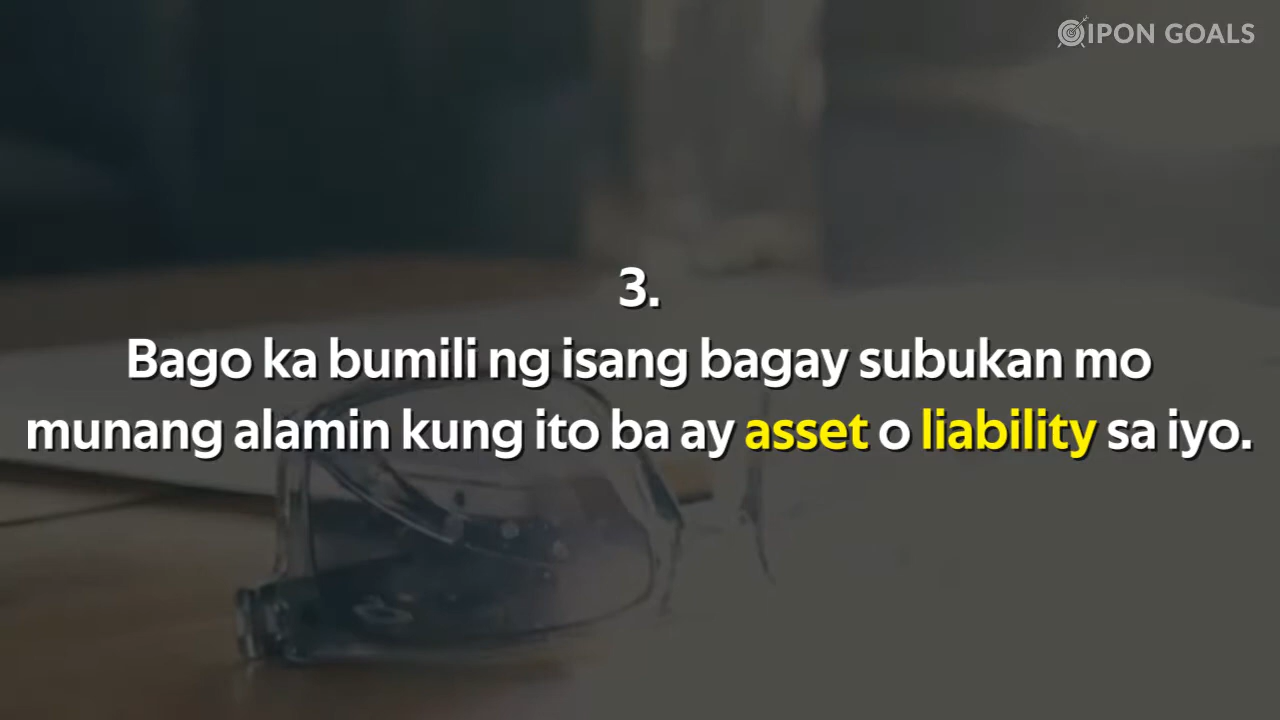 IPON GOALS
3.
Bago ka bumili ng isang bagay subukan mo
munang alamin kung ito ba ay asset o liability sa iyo.